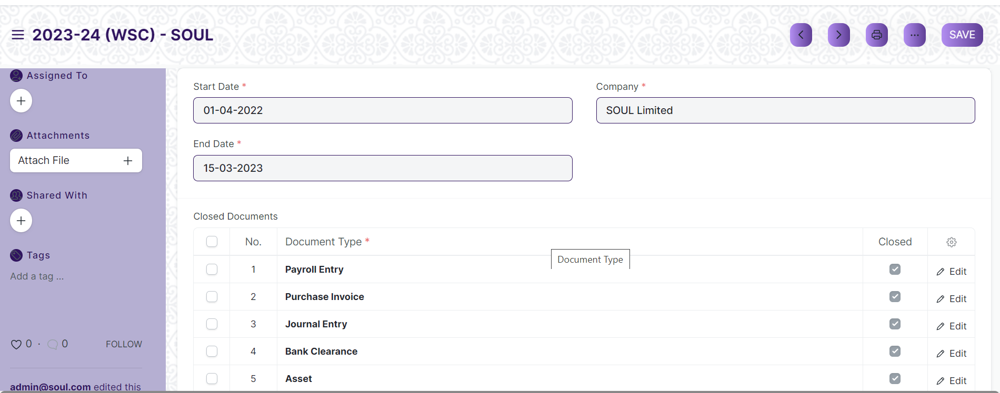 2023-24 (WSC) - SOUL
SAVE
Assigned To
Attachments
Attach File
Shared With
Tags
Add a tag ...
0 · 0 FOLLOW
admin@soul.com edited this
Start Date *
01-04-2022
Company *
SOUL Limited
End Date *
15-03-2023
Closed Documents
No. Document Type * Closed
Document Type
1 Payroll Entry Edit
2 Purchase Invoice Edit
3 Journal Entry Edit
4 Bank Clearance Edit
5 Asset Edit